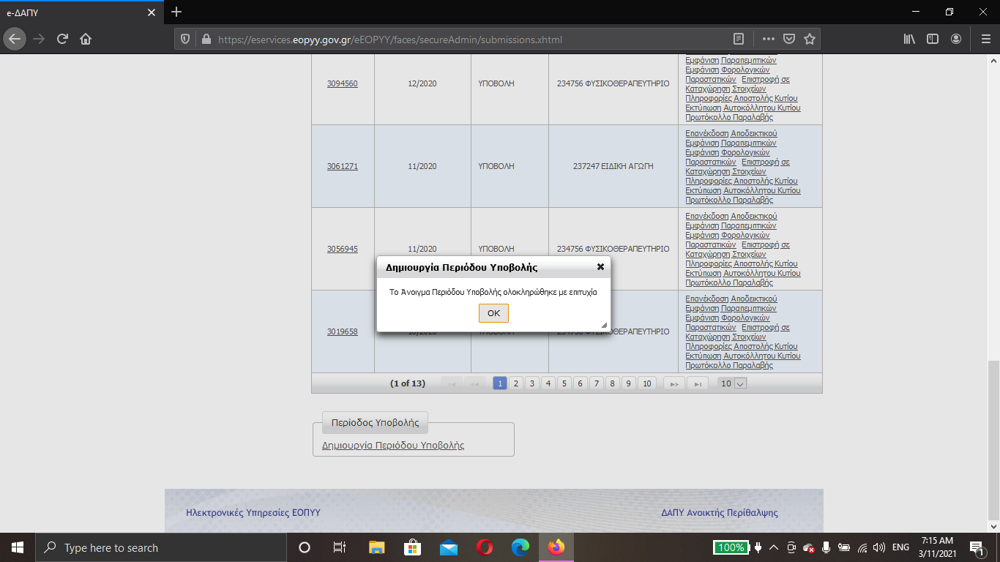 e-ΔΑΠΥ
https://eservices.eopyy.gov.gr/eEOPYY/faces/secureAdmin/submissions.xhtml
3094560 12/2020 ΥΠΟΒΟΛΗ 234756 ΦΥΣΙΚΟΘΕΡΑΠΕΥΤΗΡΙΟ
Εμφάνιση Παραπεμπτικών
Εμφάνιση Φορολογικών
Παραστατικών Επιστροφή σε
Καταχώρηση Στοιχείων
Πληροφορίες Αποστολής Κυτίου
Εκτύπωση Αυτοκόλλητου Κυτίου
Πρωτόκολλο Παραλαβής
3061271 11/2020 ΥΠΟΒΟΛΗ 237247 ΕΙΔΙΚΗ ΑΓΩΓΗ
Επανέκδοση Αποδεικτικού
Εμφάνιση Παραπεμπτικών
Εμφάνιση Φορολογικών
Παραστατικών Επιστροφή σε
Καταχώρηση Στοιχείων
Πληροφορίες Αποστολής Κυτίου
Εκτύπωση Αυτοκόλλητου Κυτίου
Πρωτόκολλο Παραλαβής
3056945 11/2020 ΥΠΟΒΟΛΗ 234756 ΦΥΣΙΚΟΘΕΡΑΠΕΥΤΗΡΙΟ
Επανέκδοση Αποδεικτικού
Εμφάνιση Παραπεμπτικών
Εμφάνιση Φορολογικών
Παραστατικών Επιστροφή σε
Καταχώρηση Στοιχείων
Πληροφορίες Αποστολής Κυτίου
Εκτύπωση Αυτοκόλλητου Κυτίου
Πρωτόκολλο Παραλαβής
Δημιουργία Περιόδου Υποβολής
Το Άνοιγμα Περιόδου Υποβολής ολοκληρώθηκε με επιτυχία
OK
3019658
Επανέκδοση Αποδεικτικού
Εμφάνιση Παραπεμπτικών
Εμφάνιση Φορολογικών
Παραστατικών Επιστροφή σε
Καταχώρηση Στοιχείων
Πληροφορίες Αποστολής Κυτίου
Εκτύπωση Αυτοκόλλητου Κυτίου
Πρωτόκολλο Παραλαβής
(1 of 13) 1 2 3 4 5 6 7 8 9 10 10
Περίοδος Υποβολής
Δημιουργία Περιόδου Υποβολής
Ηλεκτρονικές Υπηρεσίες ΕΟΠΥΥ ΔΑΠΥ Ανοικτής Περίθαλψης
Type here to search
100%
ENG
7:15 AM
3/11/2021
1